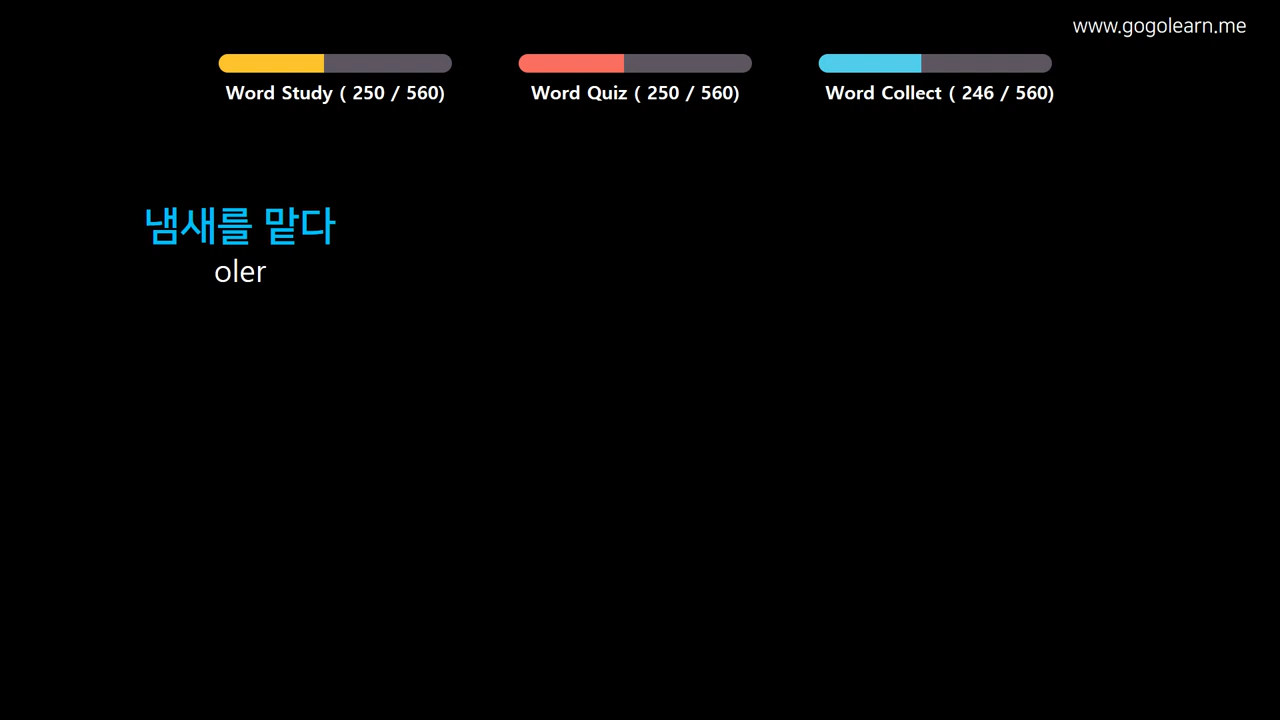 www.gogolearn.me
Word Study ( 250 / 560)
Word Quiz ( 250 / 560)
Word Collect ( 246 / 560)
냄새를 맡다
oler